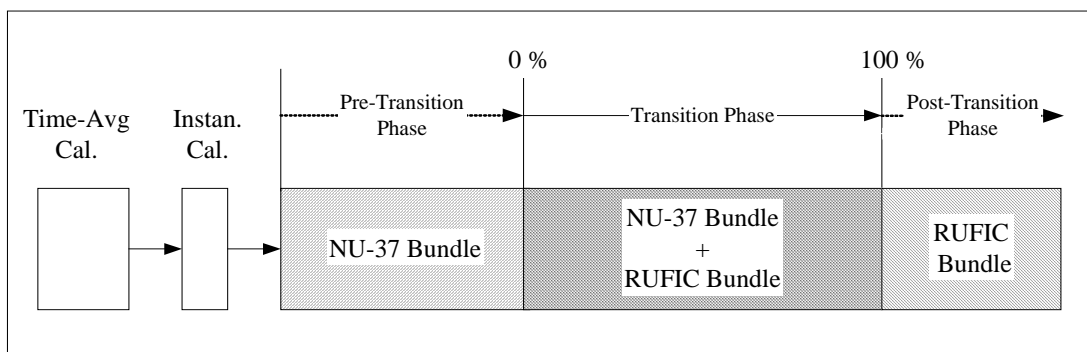 0 %
100 %
Pre-Transition
Phase
Transition Phase
Post-Transition
Phase
Time-Avg
Cal.
Instan.
Cal.
NU-37 Bundle
NU-37 Bundle
+
RUFIC Bundle
RUFIC
Bundle